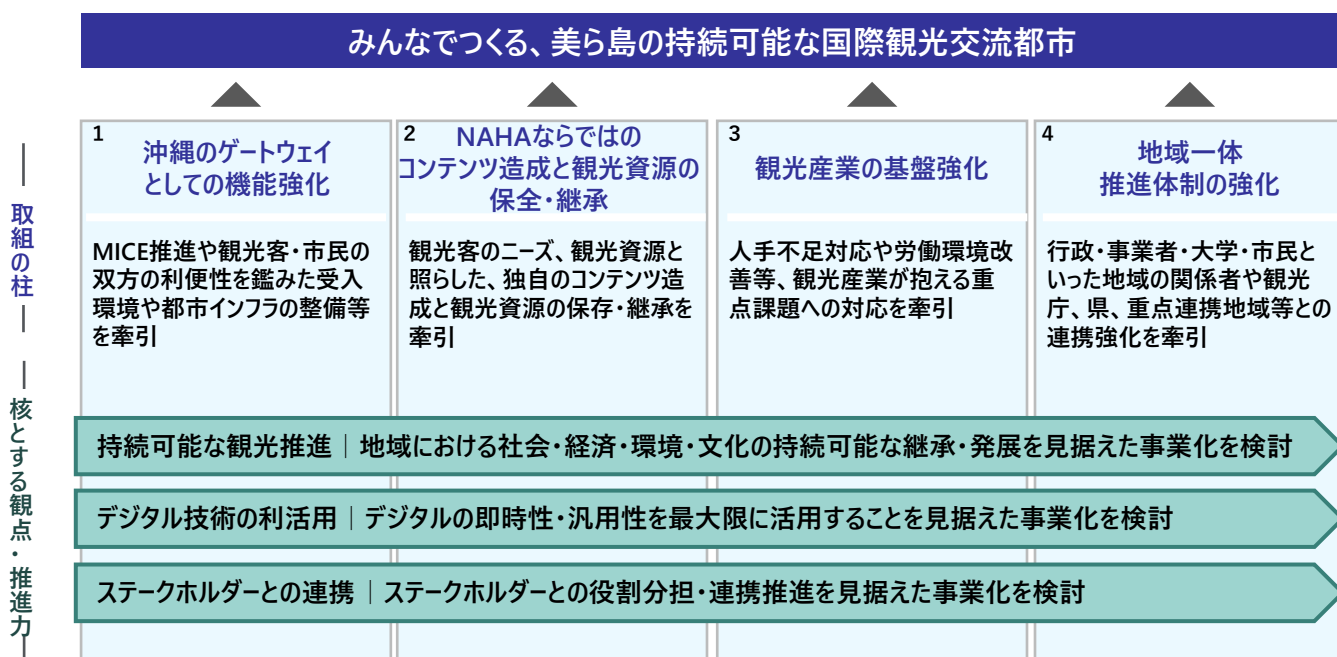 みんなでつくる、美ら島の持続可能な国際観光交流都市
取組の柱
1
沖縄のゲートウェイ
としての機能強化
MICE推進や観光客・市民の
双方の利便性を鑑みた受入
環境や都市インフラの整備等
を牽引
2
NAHAならではの
コンテンツ造成と観光資源の
保全・継承
観光客のニーズ、観光資源と
照らした、独自のコンテンツ造
成と観光資源の保存・継承を
牽引
3
観光産業の基盤強化
人手不足対応や労働環境改
善等、観光産業が抱える重
点課題への対応を牽引
4
地域一体
推進体制の強化
行政・事業者・大学・市民と
いった地域の関係者や観光
庁、県、重点連携地域等との
連携強化を牽引
核とする観点・推進力
持続可能な観光推進｜地域における社会・経済・環境・文化の持続可能な継承・発展を見据えた事業化を検討
デジタル技術の利活用｜デジタルの即時性・汎用性を最大限に活用することを見据えた事業化を検討
ステークホルダーとの連携｜ステークホルダーとの役割分担・連携推進を見据えた事業化を検討